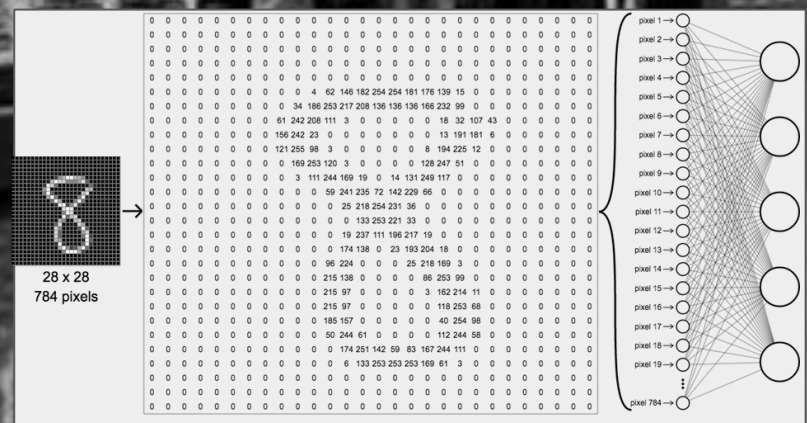 0 0 0 0 0 0 0 0 0 0 0 0 0 0 0 0 0 0 0 0 0 0 0 0 0 0 0 0
0 0 0 0 0 0 0 0 0 0 0 0 0 0 0 0 0 0 0 0 0 0 0 0 0 0 0 0
0 0 0 0 0 0 0 0 0 0 0 0 0 0 0 0 0 0 0 0 0 0 0 0 0 0 0 0
0 0 0 0 0 0 0 0 0 0 0 0 0 0 0 0 0 0 0 0 0 0 0 0 0 0 0 0
0 0 0 0 0 0 0 0 0 0 0 0 0 0 0 0 0 0 0 0 0 0 0 0 0 0 0 0
0 0 0 0 0 0 0 0 0 0 4 62 146 182 254 254 181 176 139 15 0 0 0 0 0 0 0 0
0 0 0 0 0 0 0 0 0 34 186 253 217 208 136 136 136 166 232 99 0 0 0 0 0 0 0 0
0 0 0 0 0 0 0 0 61 242 208 111 3 0 0 0 0 0 18 32 107 43 0 0 0 0 0 0
0 0 0 0 0 0 0 0 156 242 23 0 0 0 0 0 0 0 13 191 181 6 0 0 0 0 0 0
0 0 0 0 0 0 0 0 121 255 98 3 0 0 0 0 0 8 194 225 12 0 0 0 0 0 0 0
0 0 0 0 0 0 0 0 0 169 253 120 3 0 0 0 0 128 247 51 0 0 0 0 0 0 0 0
0 0 0 0 0 0 0 0 0 3 111 244 169 19 0 14 131 249 117 0 0 0 0 0 0 0 0 0
0 0 0 0 0 0 0 0 0 0 0 59 241 235 72 142 229 66 0 0 0 0 0 0 0 0 0 0
0 0 0 0 0 0 0 0 0 0 0 0 25 218 254 231 36 0 0 0 0 0 0 0 0 0 0 0
0 0 0 0 0 0 0 0 0 0 0 0 0 133 253 221 33 0 0 0 0 0 0 0 0 0 0 0
0 0 0 0 0 0 0 0 0 0 0 0 19 237 111 196 217 19 0 0 0 0 0 0 0 0 0 0
0 0 0 0 0 0 0 0 0 0 0 0 174 138 0 23 193 204 18 0 0 0 0 0 0 0 0 0
0 0 0 0 0 0 0 0 0 0 0 96 224 0 0 0 25 218 169 3 0 0 0 0 0 0 0 0
0 0 0 0 0 0 0 0 0 0 0 215 138 0 0 0 0 86 253 99 0 0 0 0 0 0 0 0
0 0 0 0 0 0 0 0 0 0 0 215 97 0 0 0 0 3 162 214 11 0 0 0 0 0 0 0
0 0 0 0 0 0 0 0 0 0 0 215 97 0 0 0 0 0 118 253 68 0 0 0 0 0 0 0
0 0 0 0 0 0 0 0 0 0 0 185 157 0 0 0 0 0 40 254 98 0 0 0 0 0 0 0
0 0 0 0 0 0 0 0 0 0 0 50 244 61 0 0 0 0 112 244 58 0 0 0 0 0 0 0
0 0 0 0 0 0 0 0 0 0 0 0 174 251 142 59 83 167 244 111 0 0 0 0 0 0 0 0
0 0 0 0 0 0 0 0 0 0 0 0 6 133 253 253 253 169 61 3 0 0 0 0 0 0 0 0
0 0 0 0 0 0 0 0 0 0 0 0 0 0 0 0 0 0 0 0 0 0 0 0 0 0 0 0
0 0 0 0 0 0 0 0 0 0 0 0 0 0 0 0 0 0 0 0 0 0 0 0 0 0 0 0
0 0 0 0 0 0 0 0 0 0 0 0 0 0 0 0 0 0 0 0 0 0 0 0 0 0 0 0
28 x 28
784 pixels
pixel 1
pixel 2
pixel 3
pixel 4
pixel 5
pixel 6
pixel 7
pixel 8
pixel 9
pixel 10
pixel 11
pixel 12
pixel 13
pixel 14
pixel 15
pixel 16
pixel 17
pixel 18
pixel 19
pixel 784